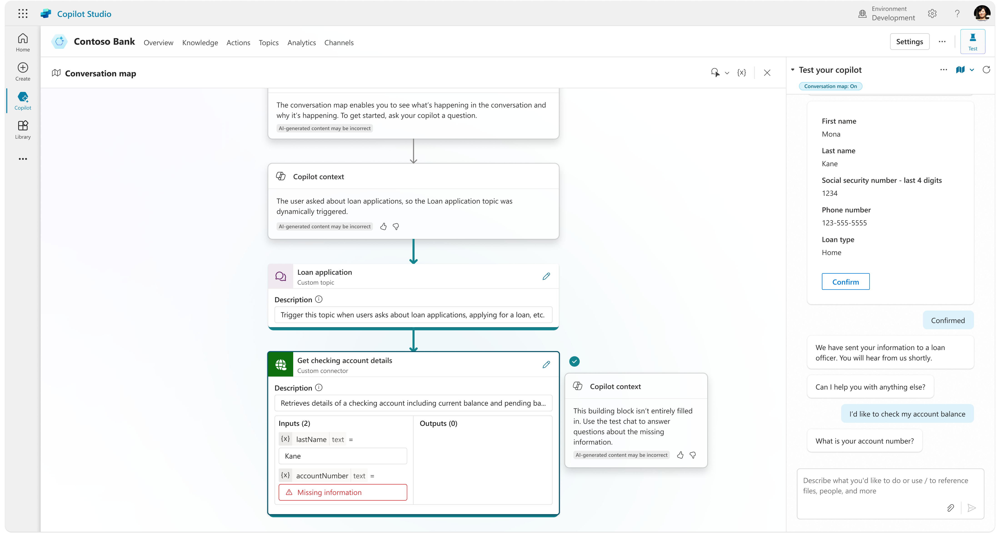 Copilot Studio
Environment
Development
Home
Create
Copilot
Library
Contoso Bank
Overview
Knowledge
Actions
Topics
Analytics
Channels
Settings
Test
Conversation map
{x}
The conversation map enables you to see what’s happening in the conversation and
why it’s happening. To get started, ask your copilot a question.
AI-generated content may be incorrect
Copilot context
The user asked about loan applications, so the Loan application topic was
dynamically triggered.
AI-generated content may be incorrect
Loan application
Custom topic
Description
Trigger this topic when users asks about loan applications, applying for a loan, etc.
Get checking account details
Custom connector
Description
Retrieves details of a checking account including current balance and pending ba...
Inputs (2)
{x} lastName text =
Kane
{x} accountNumber text =
Missing information
Outputs (0)
Copilot context
This building block isn’t entirely filled
in. Use the test chat to answer
questions about the missing
information.
AI-generated content may be incorrect
Test your copilot
Conversation map: On
First name
Mona
Last name
Kane
Social security number - last 4 digits
1234
Phone number
123-555-5555
Loan type
Home
Confirm
Confirmed
We have sent your information to a loan
officer. You will hear from us shortly.
Can I help you with anything else?
I’d like to check my account balance
What is your account number?
Describe what you'd like to do or use / to reference
files, people, and more